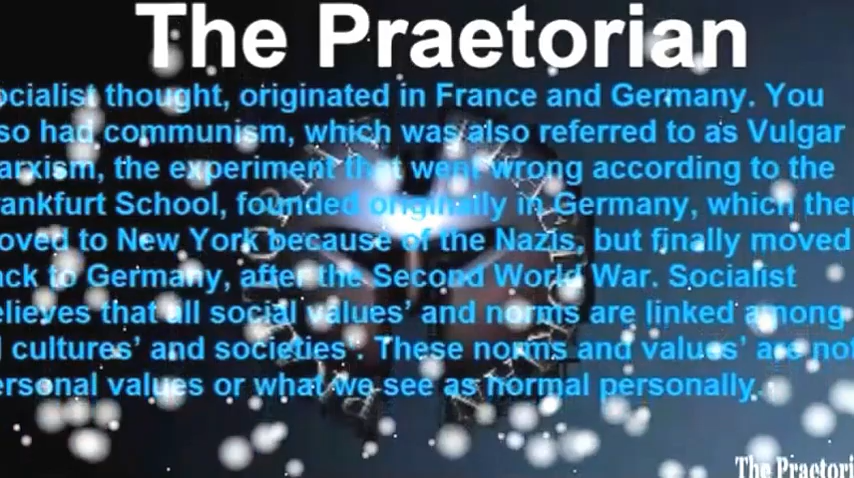 The Praetorian
ocialist thought, originated in France and Germany. You
so had communism, which was also referred to as Vulgar
arxism, the experiment that went wrong according to the
ankfurt School, founded originally in Germany, which then
oved to New York because of the Nazis, but finally moved
ack to Germany, after the Second World War. Socialist
elieves that all social values’ and norms are linked among
l cultures’ and societies’. These norms and values’ are not
ersonal values or what we see as normal personally.
The Praetori